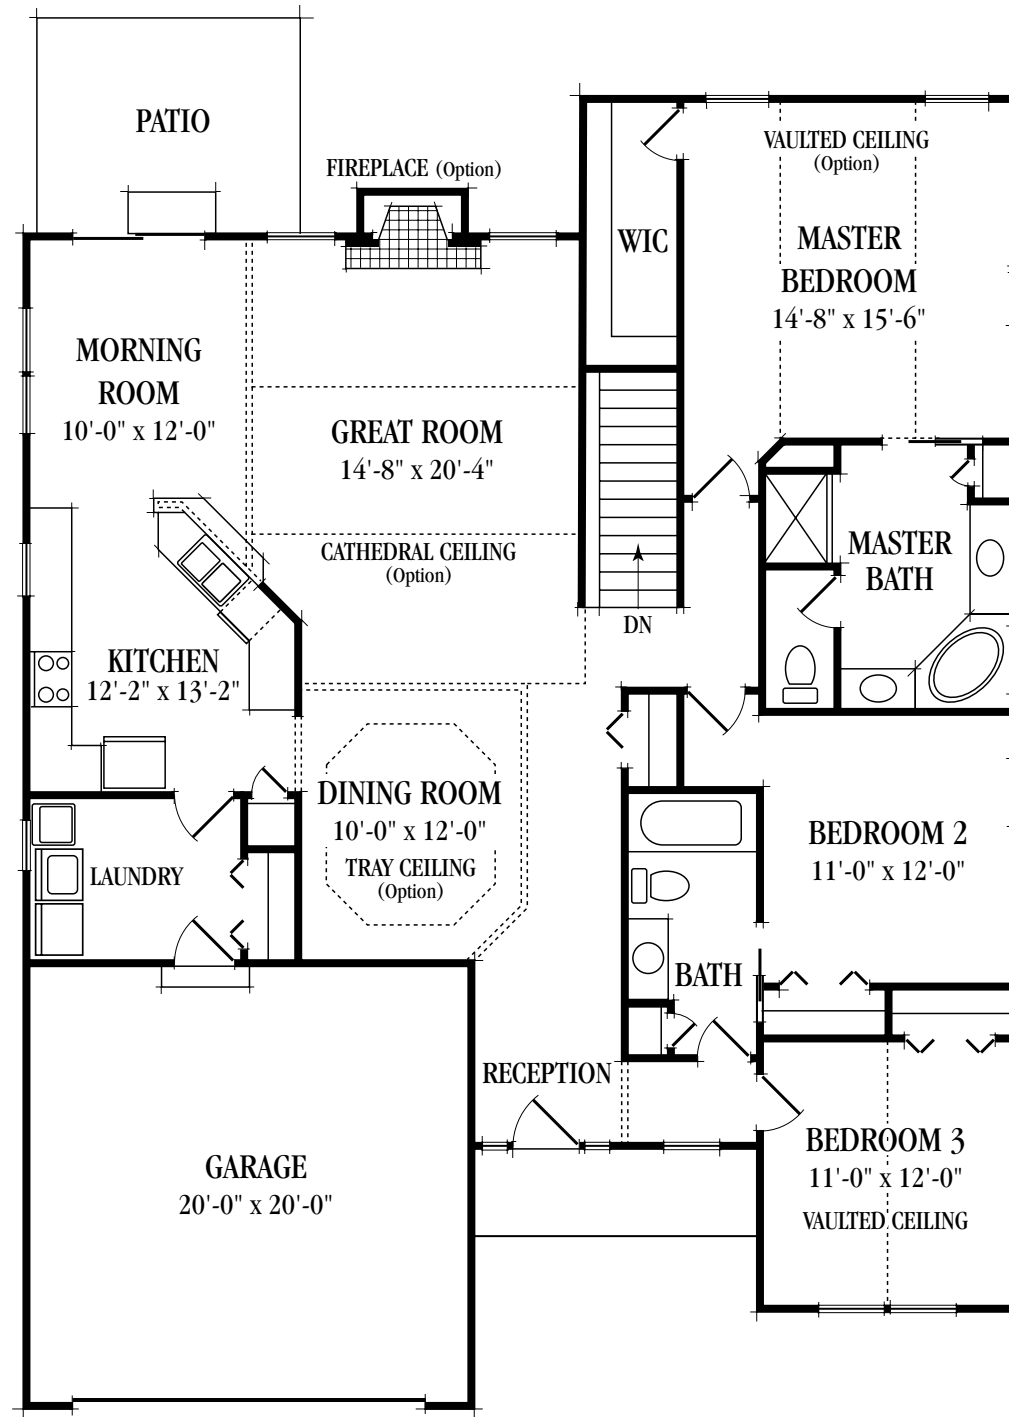 PATIO
FIREPLACE (Option)
VAULTED CEILING
(Option)
WIC
MASTER
BEDROOM
14'-8" x 15'-6"
MORNING
ROOM
10'-0" x 12'-0"
GREAT ROOM
14'-8" x 20'-4"
CATHEDRAL CEILING
(Option)
MASTER
BATH
DN
KITCHEN
12'-2" x 13'-2"
DINING ROOM
10'-0" x 12'-0"
TRAY CEILING
(Option)
BEDROOM 2
11'-0" x 12'-0"
LAUNDRY
BATH
RECEPTION
BEDROOM 3
11'-0" x 12'-0"
VAULTED CEILING
GARAGE
20'-0" x 20'-0"